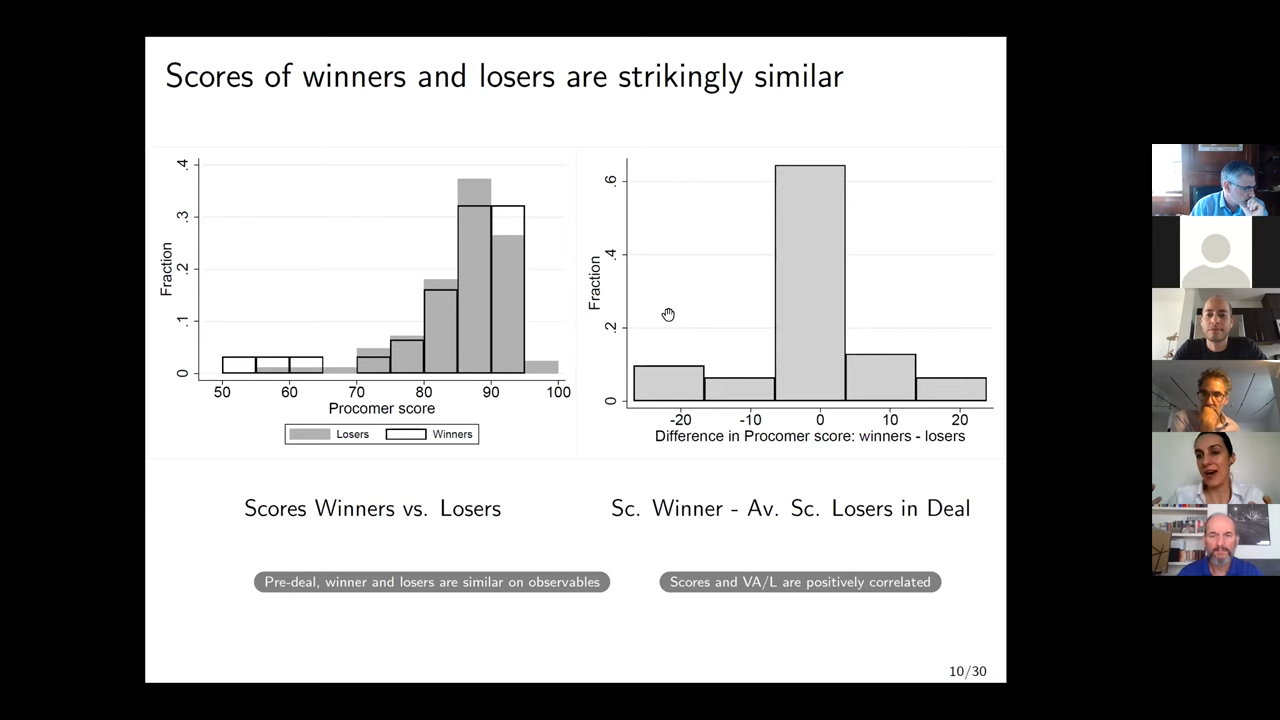 Scores of winners and losers are strikingly similar
.4
.3
.2
.1
0
Fraction
50 60 70 80 90 100
Procomer score
Losers Winners
.6
.4
.2
0
Fraction
-20 -10 0 10 20
Difference in Procomer score: winners - losers
Scores Winners vs. Losers
Sc. Winner - Av. Sc. Losers in Deal
Pre-deal, winner and losers are similar on observables
Scores and VA/L are positively correlated
10/30